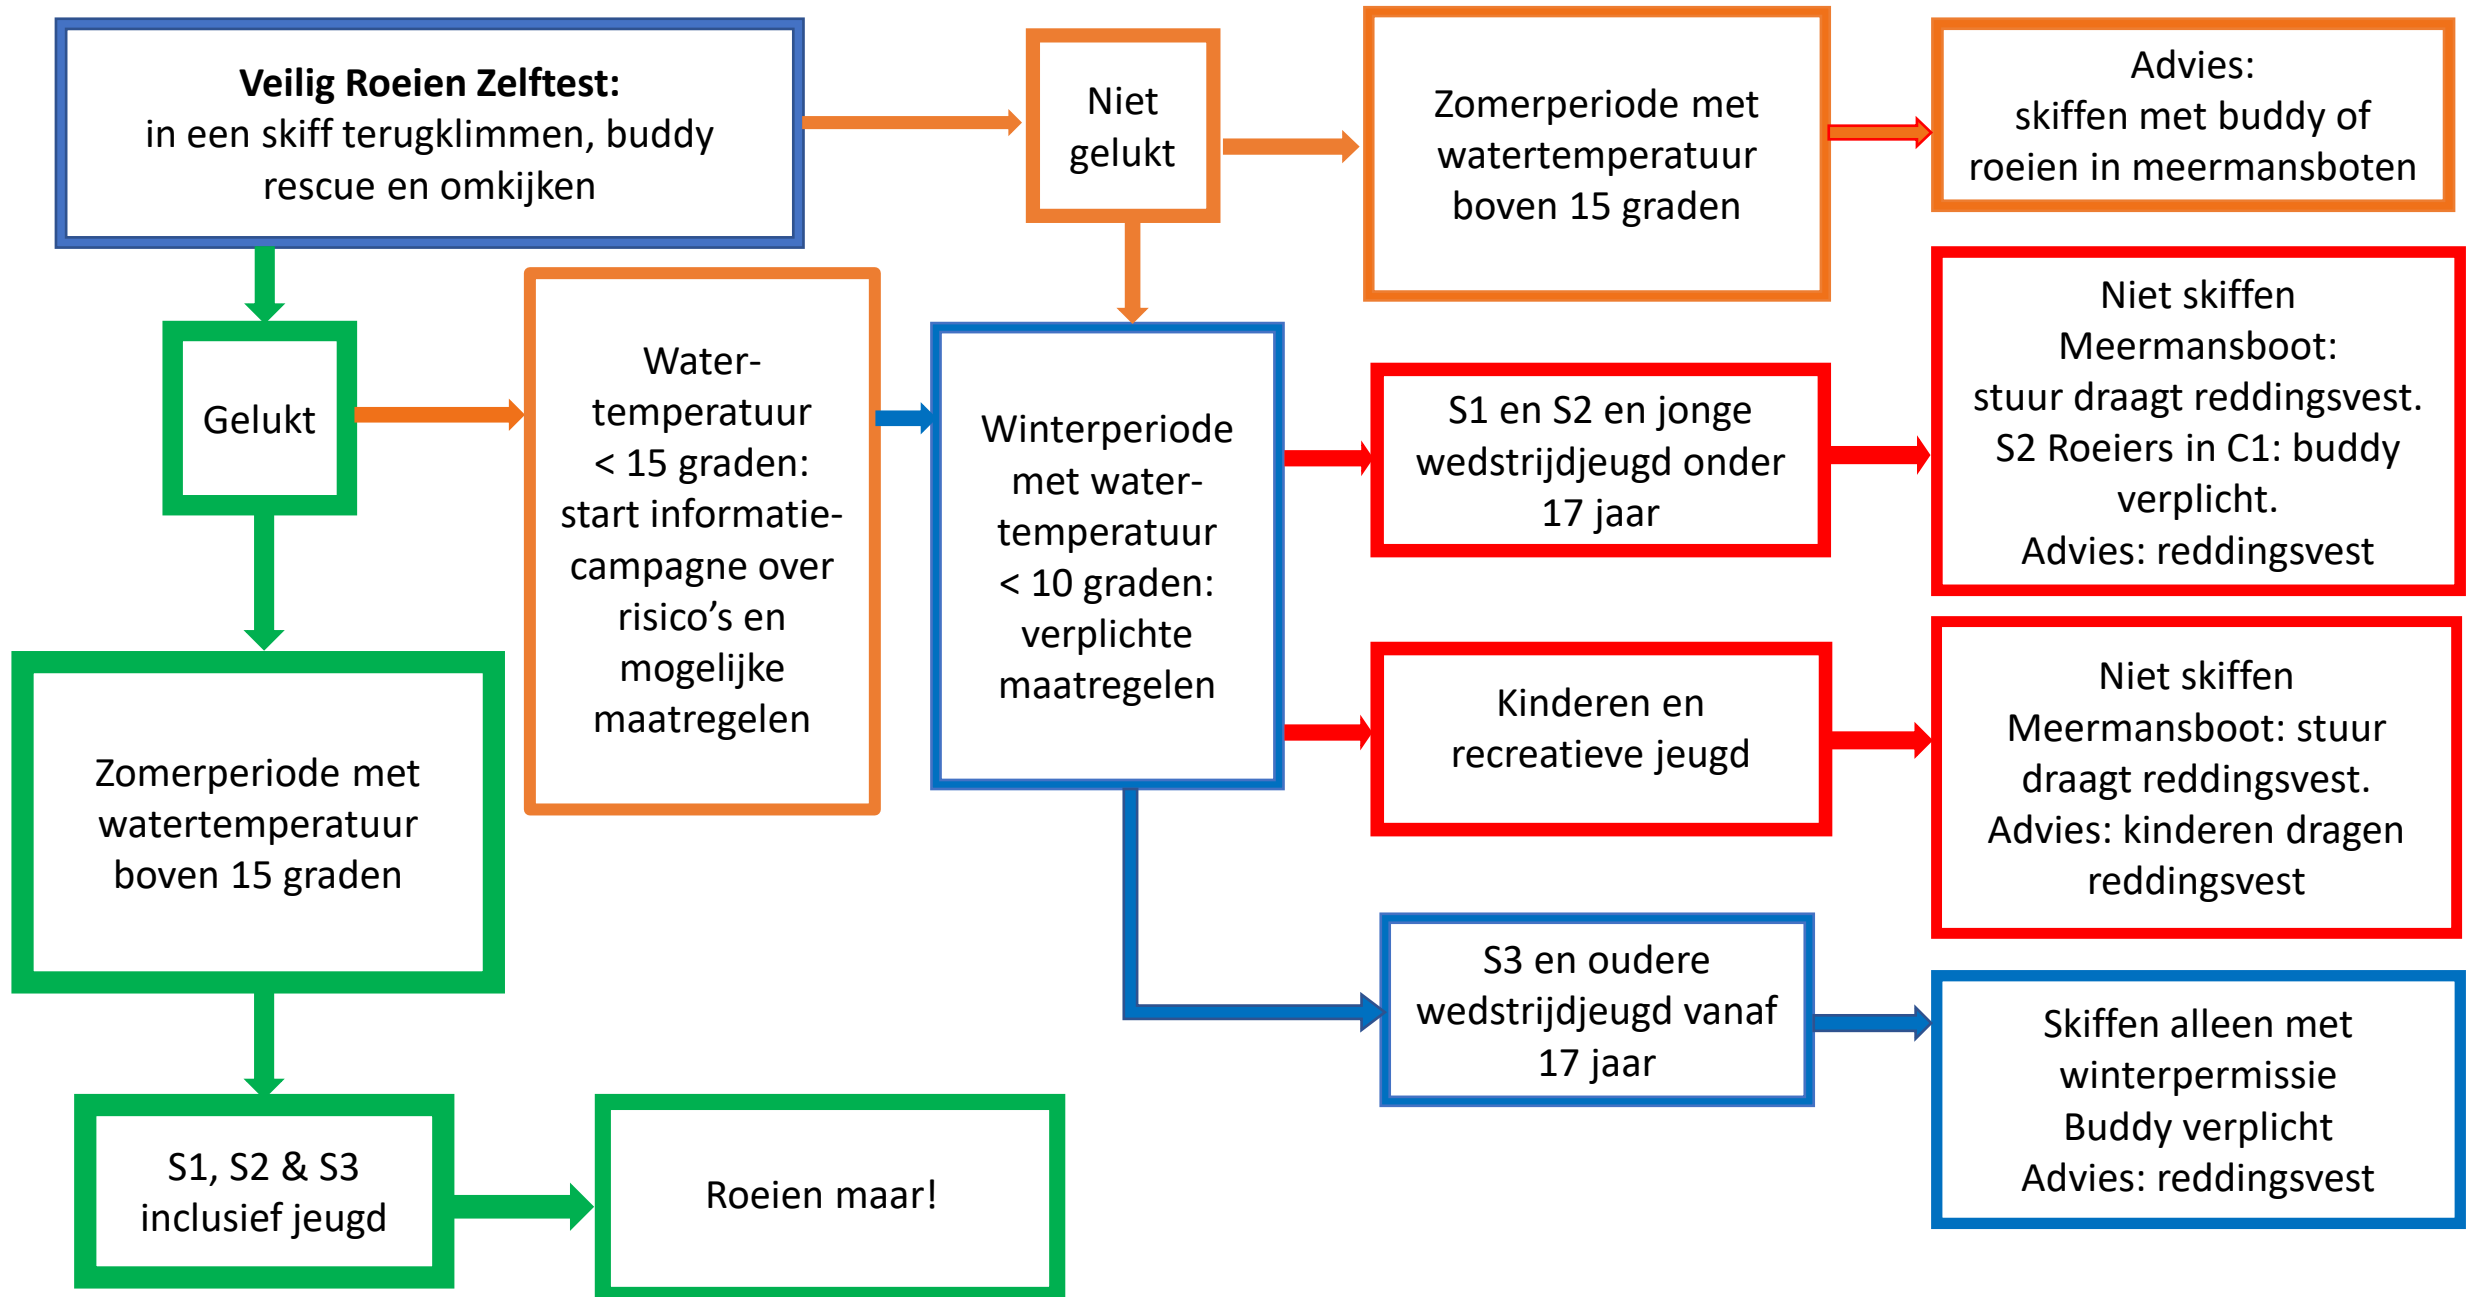 Veilig Roeien Zelftest:
in een skiff terugklimmen, buddy
rescue en omkijken
Niet
gelukt
Zomerperiode met
watertemperatuur
boven 15 graden
Advies:
skiffen met buddy of
roeien in meermansboten
Gelukt
Water-
temperatuur
< 15 graden:
start informatie-
campagne over
risico’s en
mogelijke
maatregelen
Winterperiode
met water-
temperatuur
< 10 graden:
verplichte
maatregelen
S1 en S2 en jonge
wedstrijdjeugd onder
17 jaar
Niet skiffen
Meermansboot:
stuur draagt reddingsvest.
S2 Roeiers in C1: buddy
verplicht.
Advies: reddingsvest
Kinderen en
recreatieve jeugd
Niet skiffen
Meermansboot: stuur
draagt reddingsvest.
Advies: kinderen dragen
reddingsvest
Zomerperiode met
watertemperatuur
boven 15 graden
S3 en oudere
wedstrijdjeugd vanaf
17 jaar
Skiffen alleen met
winterpermissie
Buddy verplicht
Advies: reddingsvest
S1, S2 & S3
inclusief jeugd
Roeien maar!